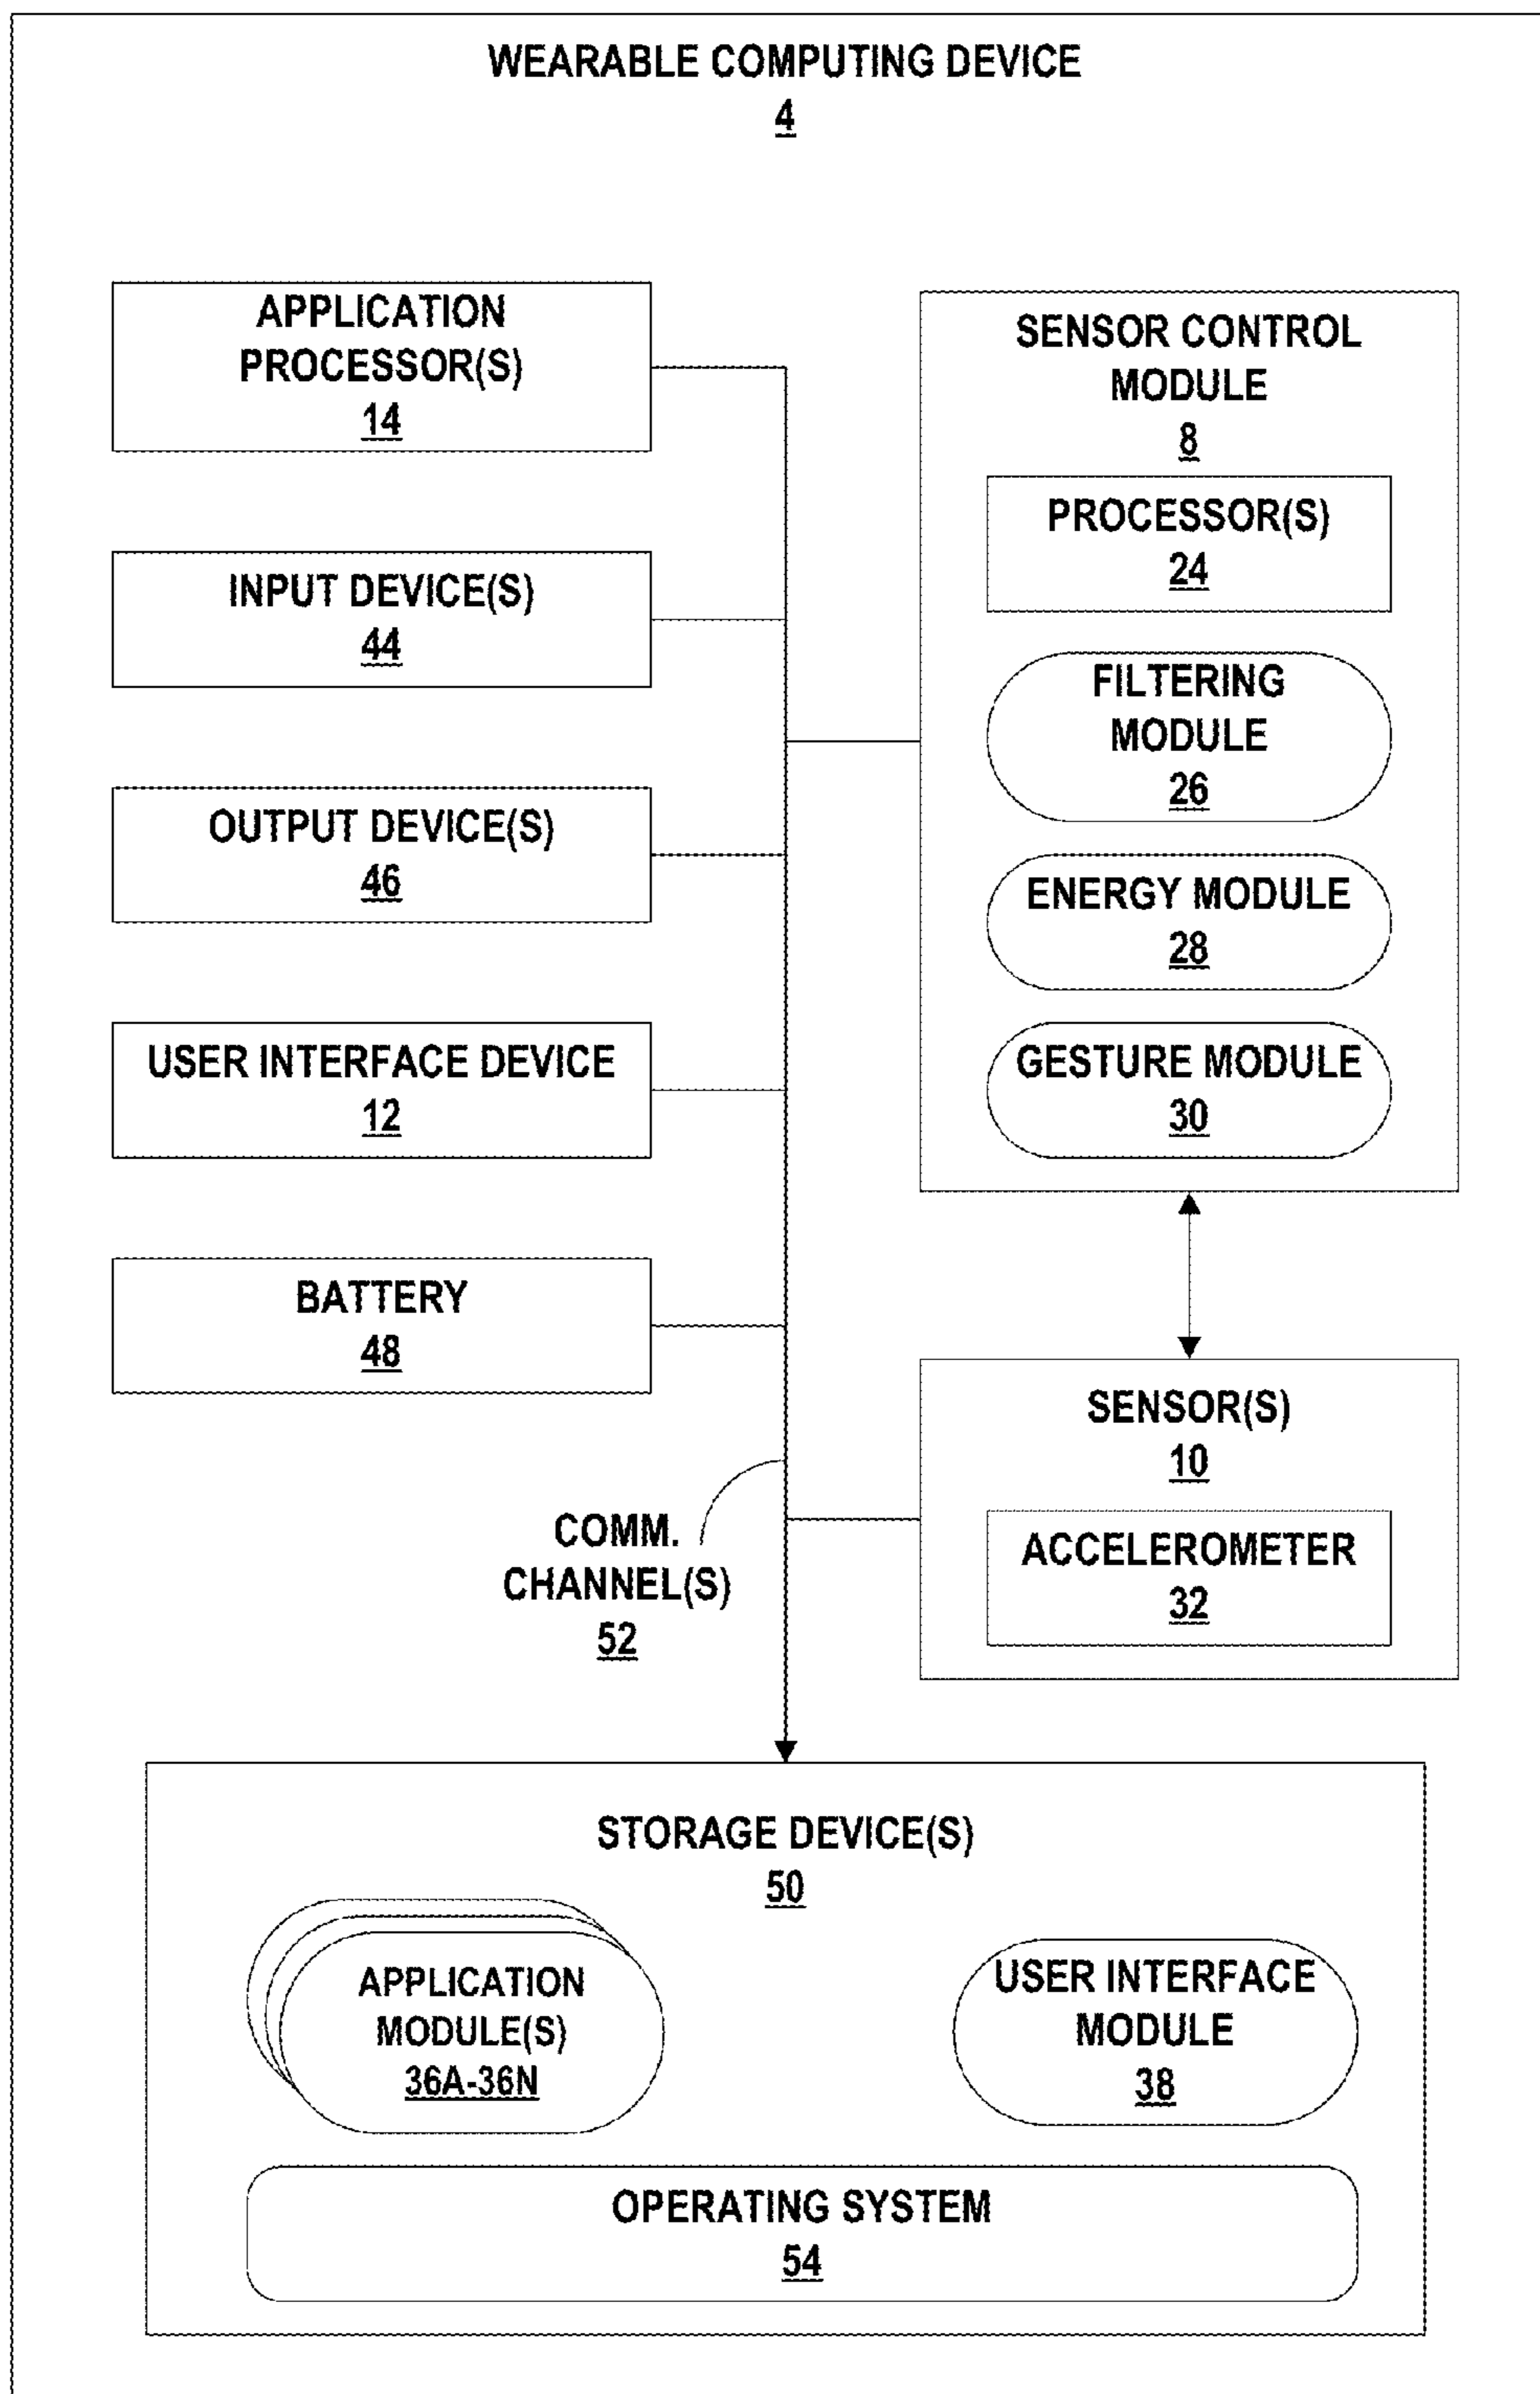 WEARABLE COMPUTING DEVICE
4
APPLICATION
PROCESSOR(S)
14
INPUT DEVICE(S)
44
OUTPUT DEVICE(S)
46
USER INTERFACE DEVICE
12
BATTERY
48
COMM.
CHANNEL(S)
52
SENSOR CONTROL
MODULE
8
PROCESSOR(S)
24
FILTERING
MODULE
26
ENERGY MODULE
28
GESTURE MODULE
30
SENSOR(S)
10
ACCELEROMETER
32
STORAGE DEVICE(S)
50
APPLICATION
MODULE(S)
36A-36N
USER INTERFACE
MODULE
38
OPERATING SYSTEM
54